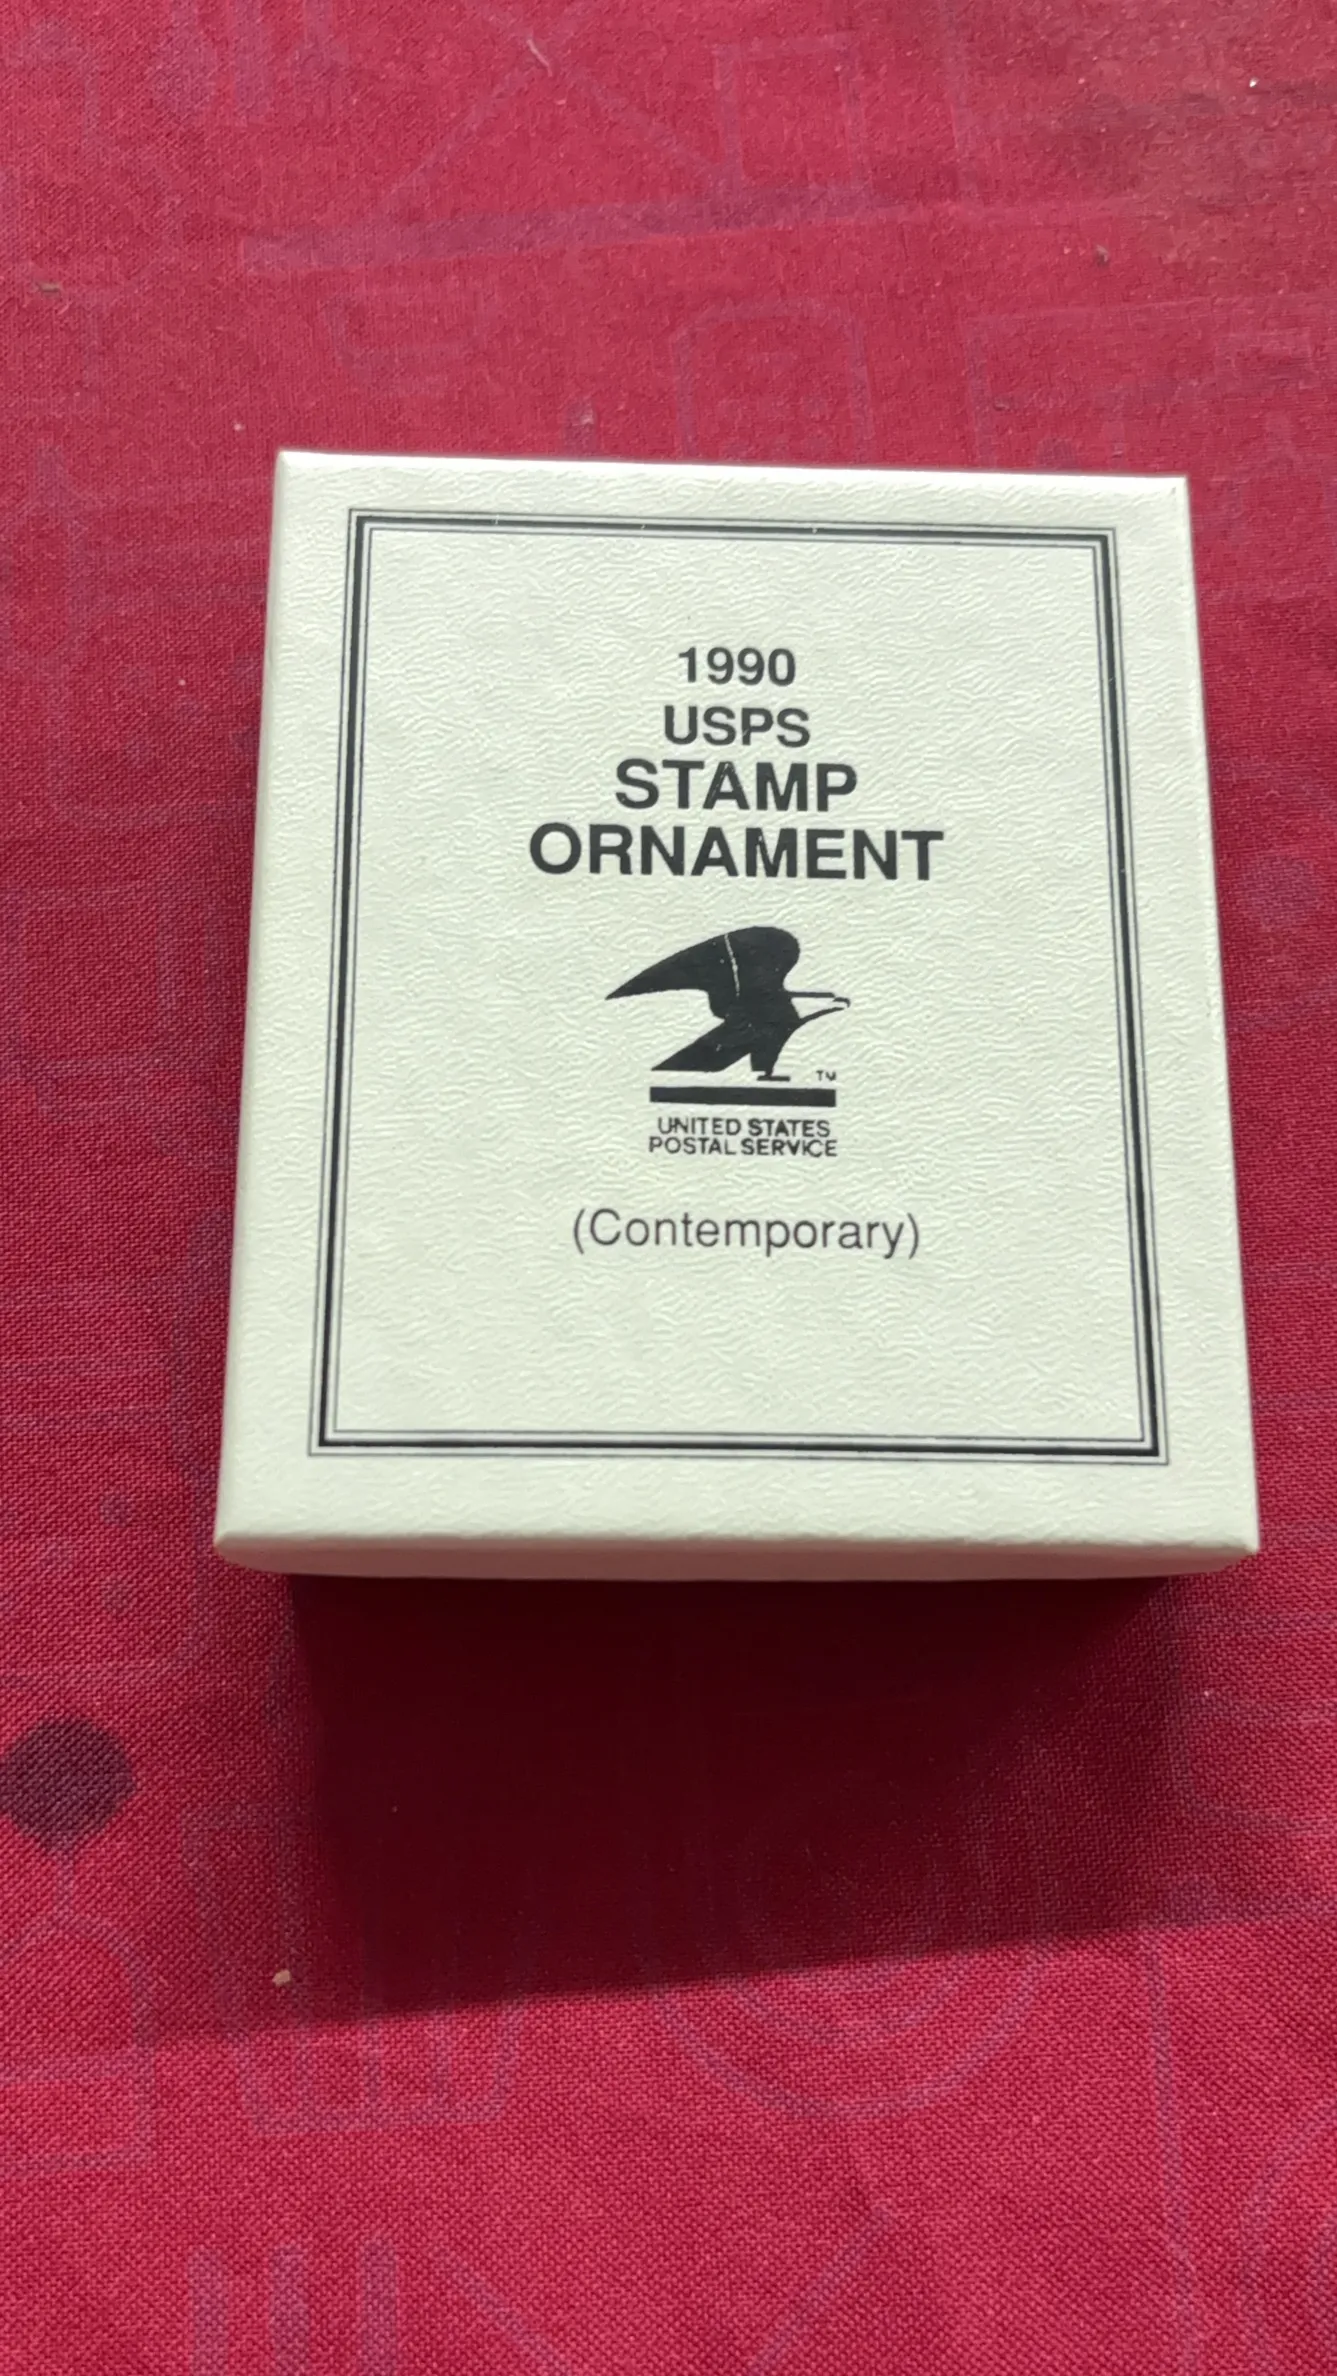 1990
USPS
STAMP
ORNAMENT
TM
UNITED STATES
POSTAL SERVICE
(Contemporary)